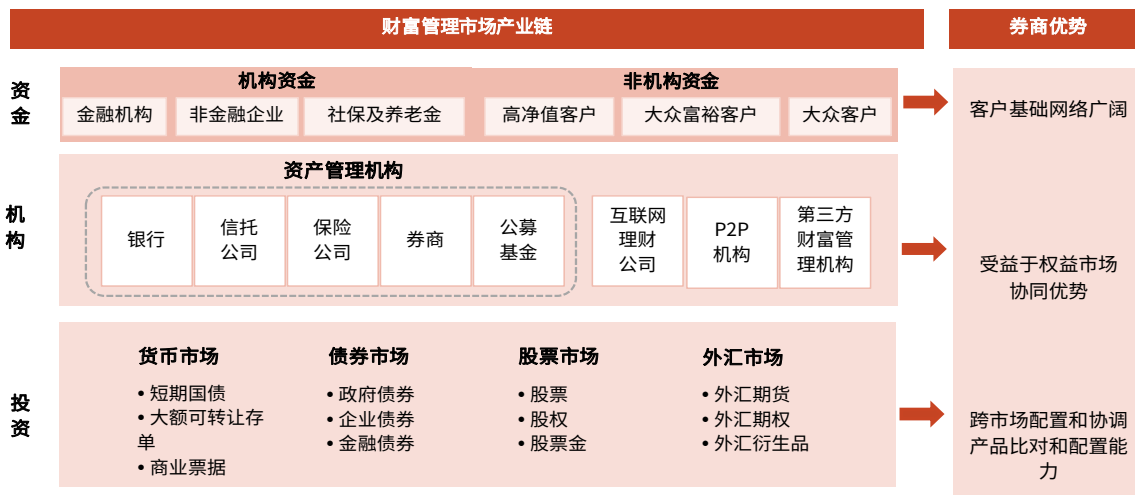 财富管理市场产业链
券商优势
资
金
机构资金
非机构资金
金融机构
非金融企业
社保及养老金
高净值客户
大众富裕客户
大众客户
客户基础网络广阔
机
构
资产管理机构
银行
信托
公司
保险
公司
券商
公募
基金
互联网
理财
公司
P2P
机构
第三方
财富管
理机构
受益于权益市场
协同优势
投
资
货币市场
• 短期国债
• 大额可转让存
单
• 商业票据
债券市场
• 政府债券
• 企业债券
• 金融债券
股票市场
• 股票
• 股权
• 股票金
外汇市场
• 外汇期货
• 外汇期权
• 外汇衍生品
跨市场配置和协调
产品比对和配置能
力